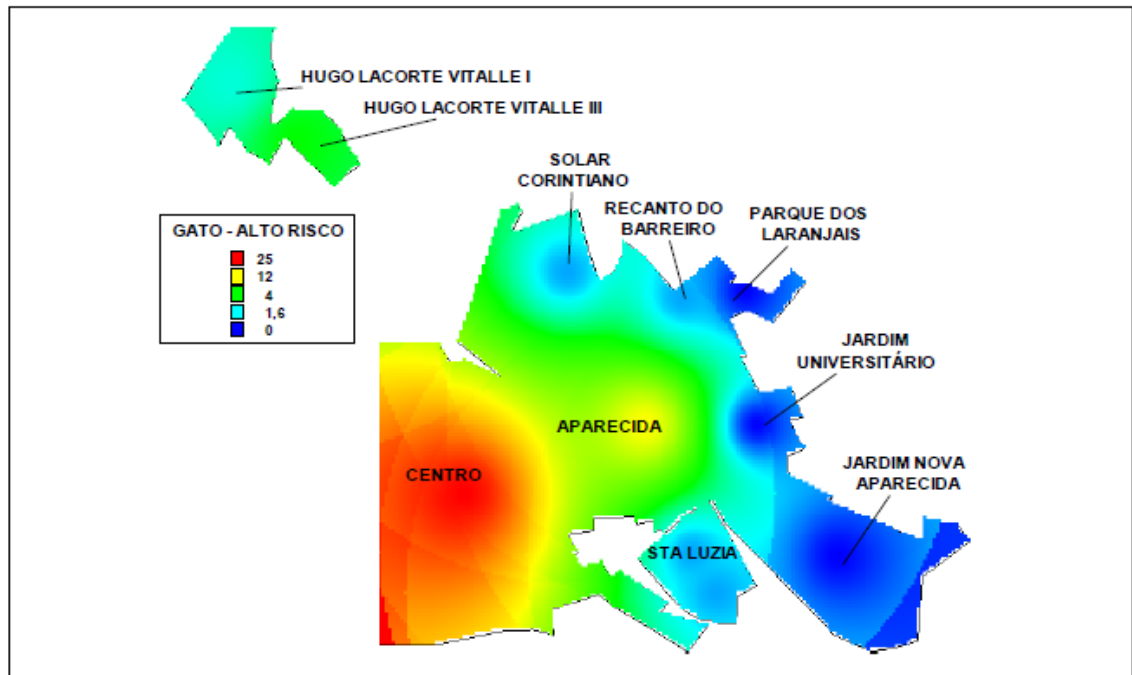 HUGO LACORTE VITALLE I
HUGO LACORTE VITALLE III
SOLAR
CORINTIANO
RECANTO DO
BARREIRO
PARQUE DOS
LARANJAIS
GATO - ALTO RISCO
25
12
4
1,6
0
JARDIM
UNIVERSITÁRIO
APARECIDA
CENTRO
JARDIM NOVA
APARECIDA
STA LUZIA